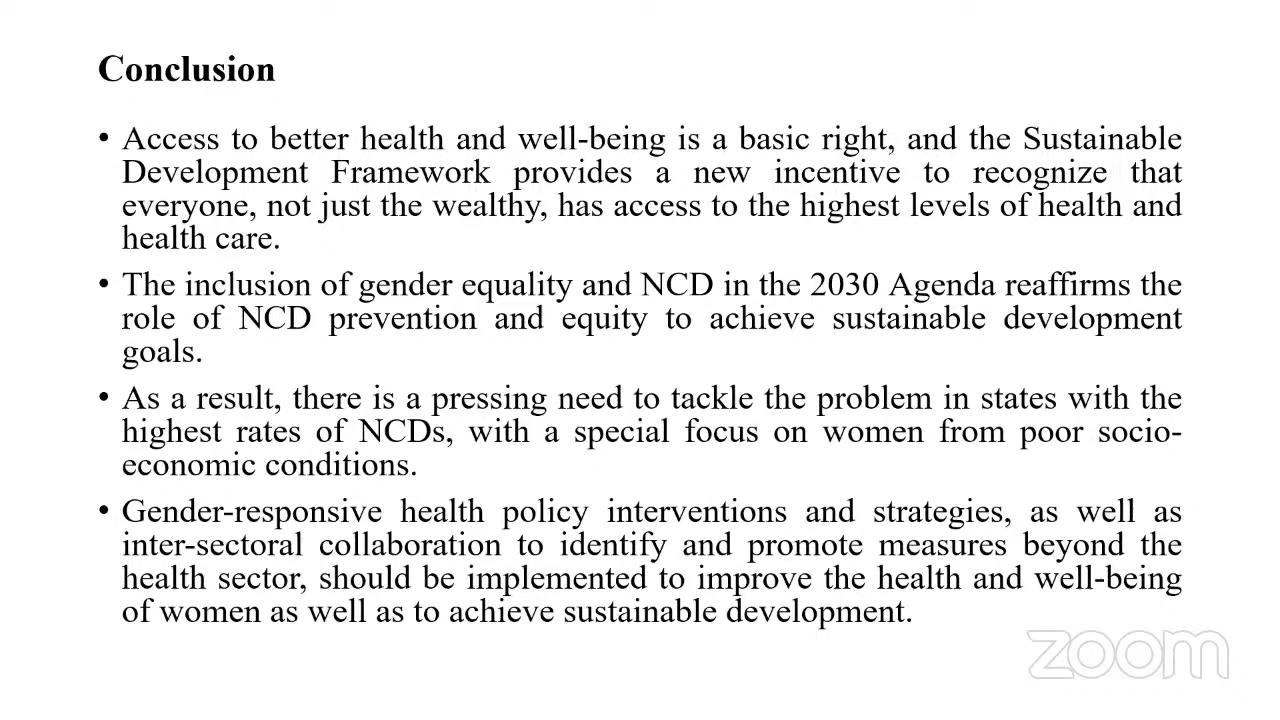 Conclusion
• Access to better health and well-being is a basic right, and the Sustainable
Development Framework provides a new incentive to recognize that
everyone, not just the wealthy, has access to the highest levels of health and
health care.
• The inclusion of gender equality and NCD in the 2030 Agenda reaffirms the
role of NCD prevention and equity to achieve sustainable development
goals.
• As a result, there is a pressing need to tackle the problem in states with the
highest rates of NCDs, with a special focus on women from poor socio-
economic conditions.
• Gender-responsive health policy interventions and strategies, as well as
inter-sectoral collaboration to identify and promote measures beyond the
health sector, should be implemented to improve the health and well-being
of women as well as to achieve sustainable development.
zoom